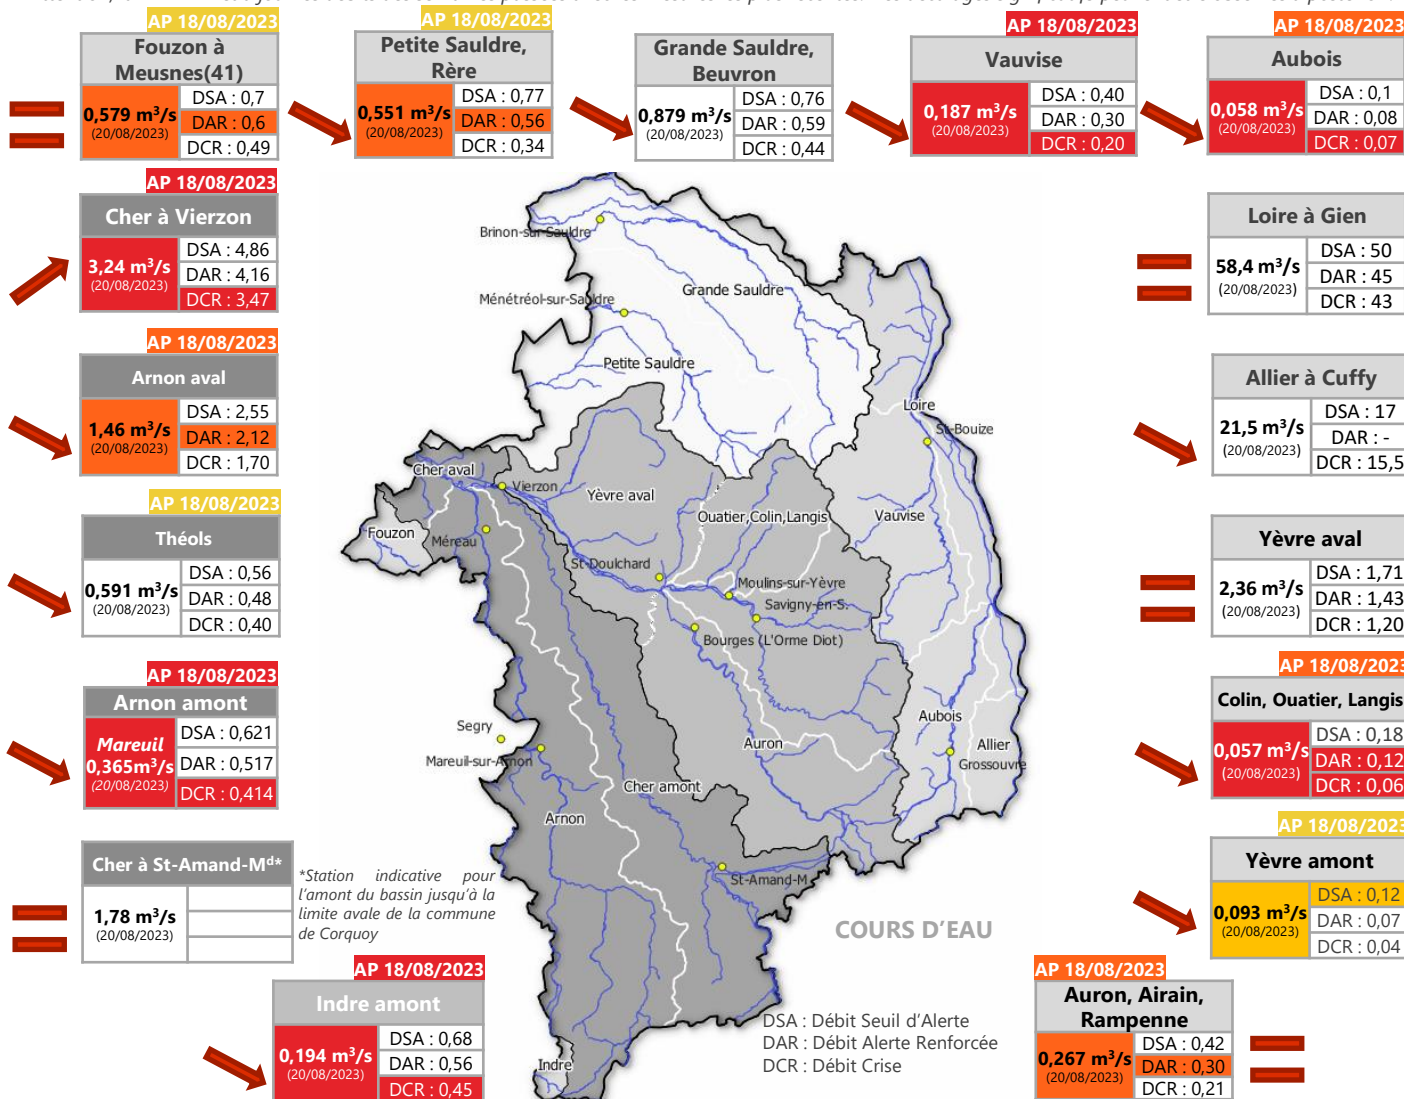 AP 18/08/2023
Fouzon à
Meusnes(41)
0,579 m³/s
(20/08/2023)
DSA : 0,7
DAR : 0,6
DCR : 0,49
AP 18/08/2023
Petite Sauldre,
Rère
0,551 m³/s
(20/08/2023)
DSA : 0,77
DAR : 0,56
DCR : 0,34
Grande Sauldre,
Beuvron
0,879 m³/s
(20/08/2023)
DSA : 0,76
DAR : 0,59
DCR : 0,44
AP 18/08/2023
Vauvise
0,187 m³/s
(20/08/2023)
DSA : 0,40
DAR : 0,30
DCR : 0,20
AP 18/08/2023
Aubois
0,058 m³/s
(20/08/2023)
DSA : 0,1
DAR : 0,08
DCR : 0,07
AP 18/08/2023
Cher à Vierzon
3,24 m³/s
(20/08/2023)
DSA : 4,86
DAR : 4,16
DCR : 3,47
AP 18/08/2023
Arnon aval
1,46 m³/s
(20/08/2023)
DSA : 2,55
DAR : 2,12
DCR : 1,70
AP 18/08/2023
Théols
0,591 m³/s
(20/08/2023)
DSA : 0,56
DAR : 0,48
DCR : 0,40
AP 18/08/2023
Arnon amont
Mareuil
0,365m³/s
(20/08/2023)
DSA : 0,621
DAR : 0,517
DCR : 0,414
Cher à St-Amand-Mᵈ*
1,78 m³/s
(20/08/2023)
*Station indicative pour
l'amont du bassin jusqu'à la
limite avale de la commune
de Corquoy
AP 18/08/2023
Indre amont
0,194 m³/s
(20/08/2023)
DSA : 0,68
DAR : 0,56
DCR : 0,45
Brinon-sur-Sauldre
Grande Sauldre
Ménétréol-sur-Sauldre
Petite Sauldre
Loire
St-Bouize
Cher aval
Vierzon
Yèvre aval
Ouatier,Colin,Langis
Vauvise
Fouzon
Méreau
St-Doulchard
Moulins-sur-Yèvre
Savigny-en-S.
Bourges (L'Orme Diot)
Segry
Mareuil-sur-Arnon
Auron
Aubois
Allier
Grossouvre
Cher amont
Arnon
St-Amand-M
Indre
COURS D'EAU
DSA : Débit Seuil d'Alerte
DAR : Débit Alerte Renforcée
DCR : Débit Crise
Loire à Gien
58,4 m³/s
(20/08/2023)
DSA : 50
DAR : 45
DCR : 43
Allier à Cuffy
21,5 m³/s
(20/08/2023)
DSA : 17
DAR : -
DCR : 15,5
Yèvre aval
2,36 m³/s
(20/08/2023)
DSA : 1,71
DAR : 1,43
DCR : 1,20
AP 18/08/2023
Colin, Ouatier, Langis
0,057 m³/s
(20/08/2023)
DSA : 0,18
DAR : 0,12
DCR : 0,06
AP 18/08/2023
Yèvre amont
0,093 m³/s
(20/08/2023)
DSA : 0,12
DAR : 0,07
DCR : 0,04
AP 18/08/2023
Auron, Airain,
Rampenne
0,267 m³/s
(20/08/2023)
DSA : 0,42
DAR : 0,30
DCR : 0,21